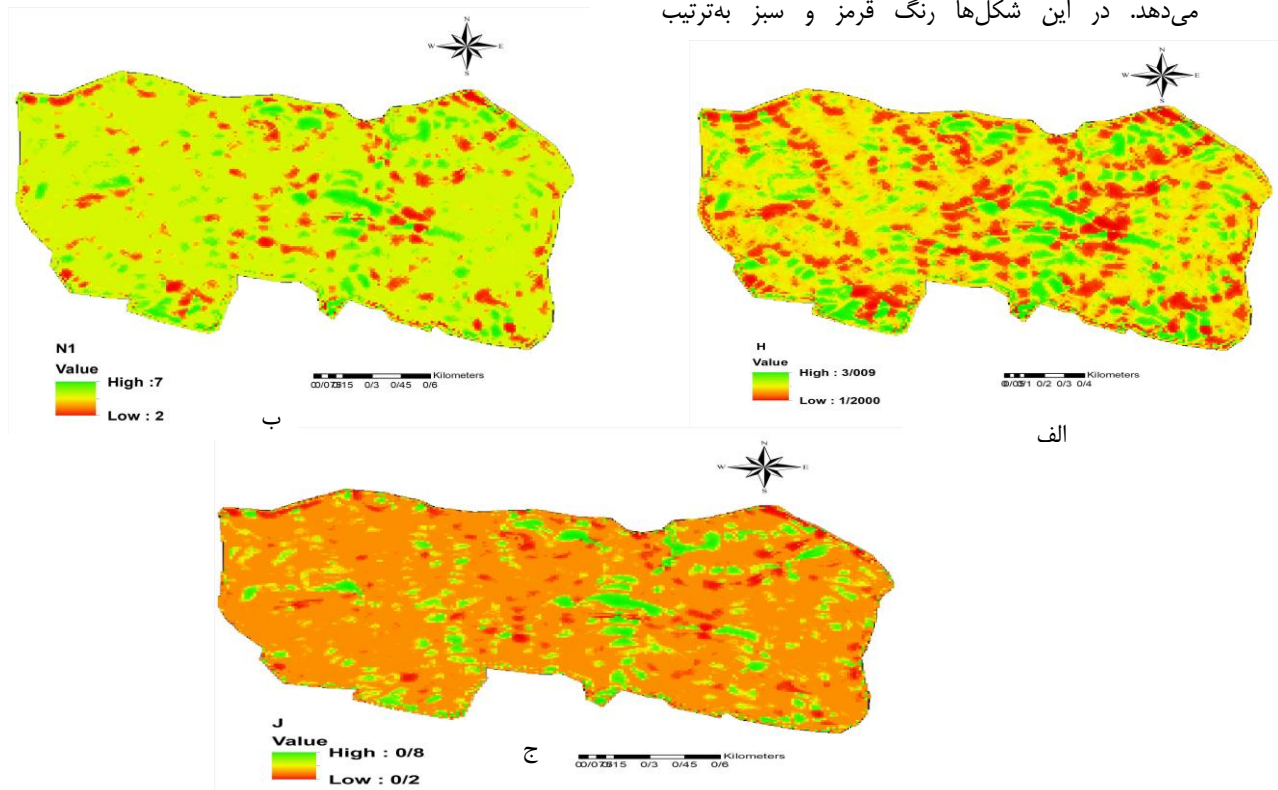 می‌دهد. در این شکل‌ها رنگ قرمز و سبز به‌ترتیب
N
W E
S
N1
Value
High :7
Low : 2
0/3 0/45 0/6
Kilometers
ب
N
W E
S
H
Value
High : 3/009
Low : 1/2000
0/2 0/3 0/4
Kilometers
الف
N
W E
S
J
Value
High : 0/8
Low : 0/2
0/3 0/45 0/6
Kilometers
ج